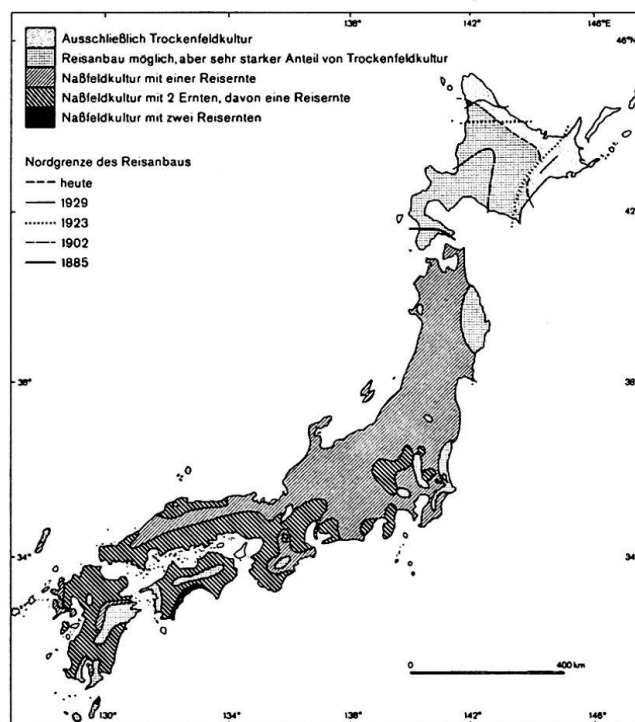 138°
142°
146°E
46°N
46°
Ausschließlich Trockenfeldkultur
Reisanbau möglich, aber sehr starker Anteil von Trockenfeldkultur
Naßfeldkultur mit einer Reisernte
Naßfeldkultur mit 2 Ernten, davon eine Reisernte
Naßfeldkultur mit zwei Reisernten
Nordgrenze des Reisanbaus
heute
1929
1923
1902
1885
42°
42
38°
38
34°
34
0
400 km
130°
134°
138°
142°
146°